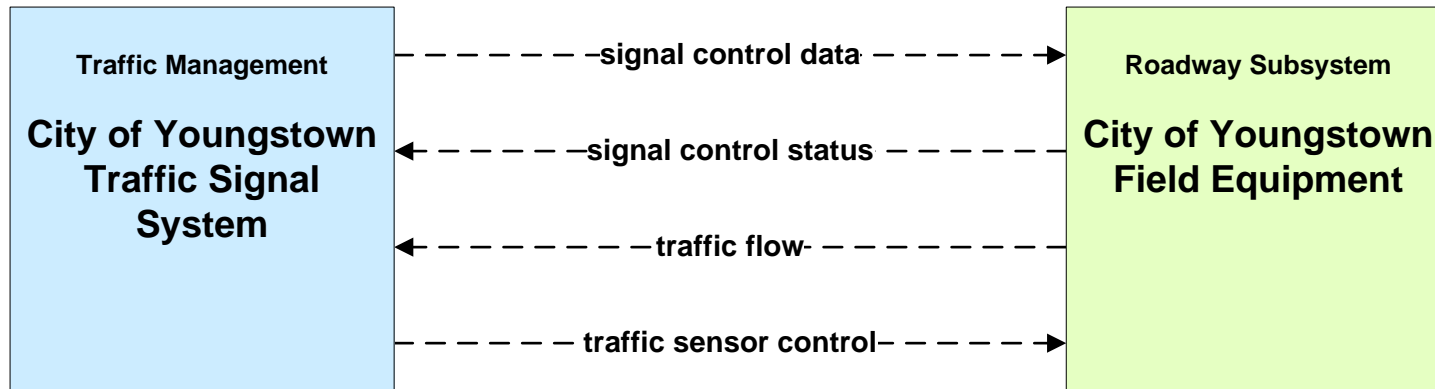 Traffic Management
City of Youngstown
Traffic Signal
System
signal control data
signal control status
traffic flow
traffic sensor control
Roadway Subsystem
City of Youngstown
Field Equipment